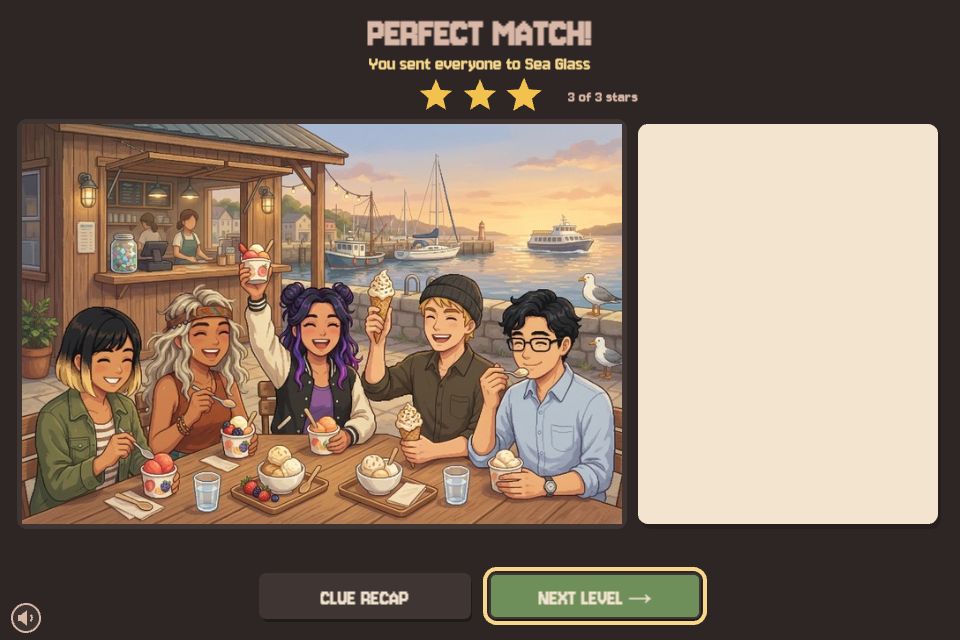 PERFECT MATCH!
You sent everyone to Sea Glass
3 of 3 stars
CLUE RECAP
NEXT LEVEL →